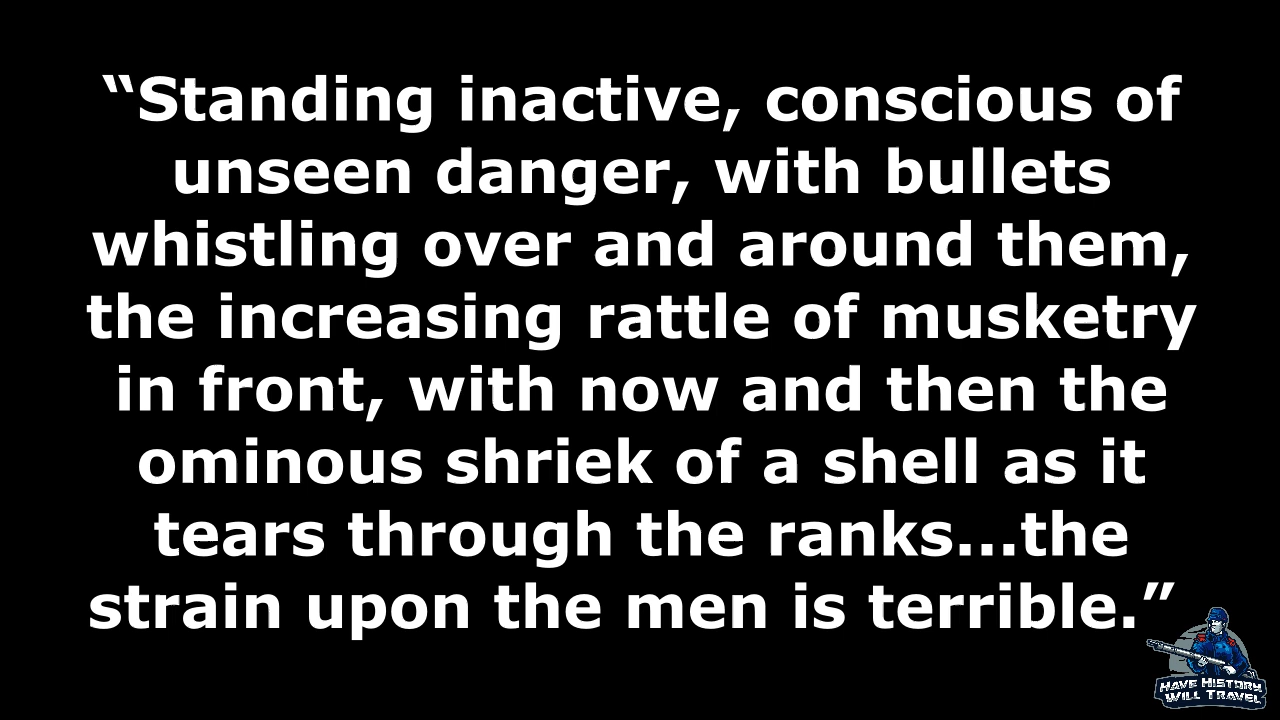 “Standing inactive, conscious of
unseen danger, with bullets
whistling over and around them,
the increasing rattle of musketry
in front, with now and then the
ominous shriek of a shell as it
tears through the ranks...the
strain upon the men is terrible.”
HAVE HISTORY
WILL TRAVEL